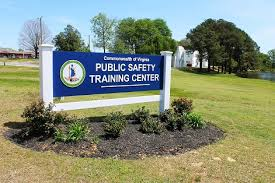 Commonwealth of Virginia
PUBLIC SAFETY
TRAINING CENTER